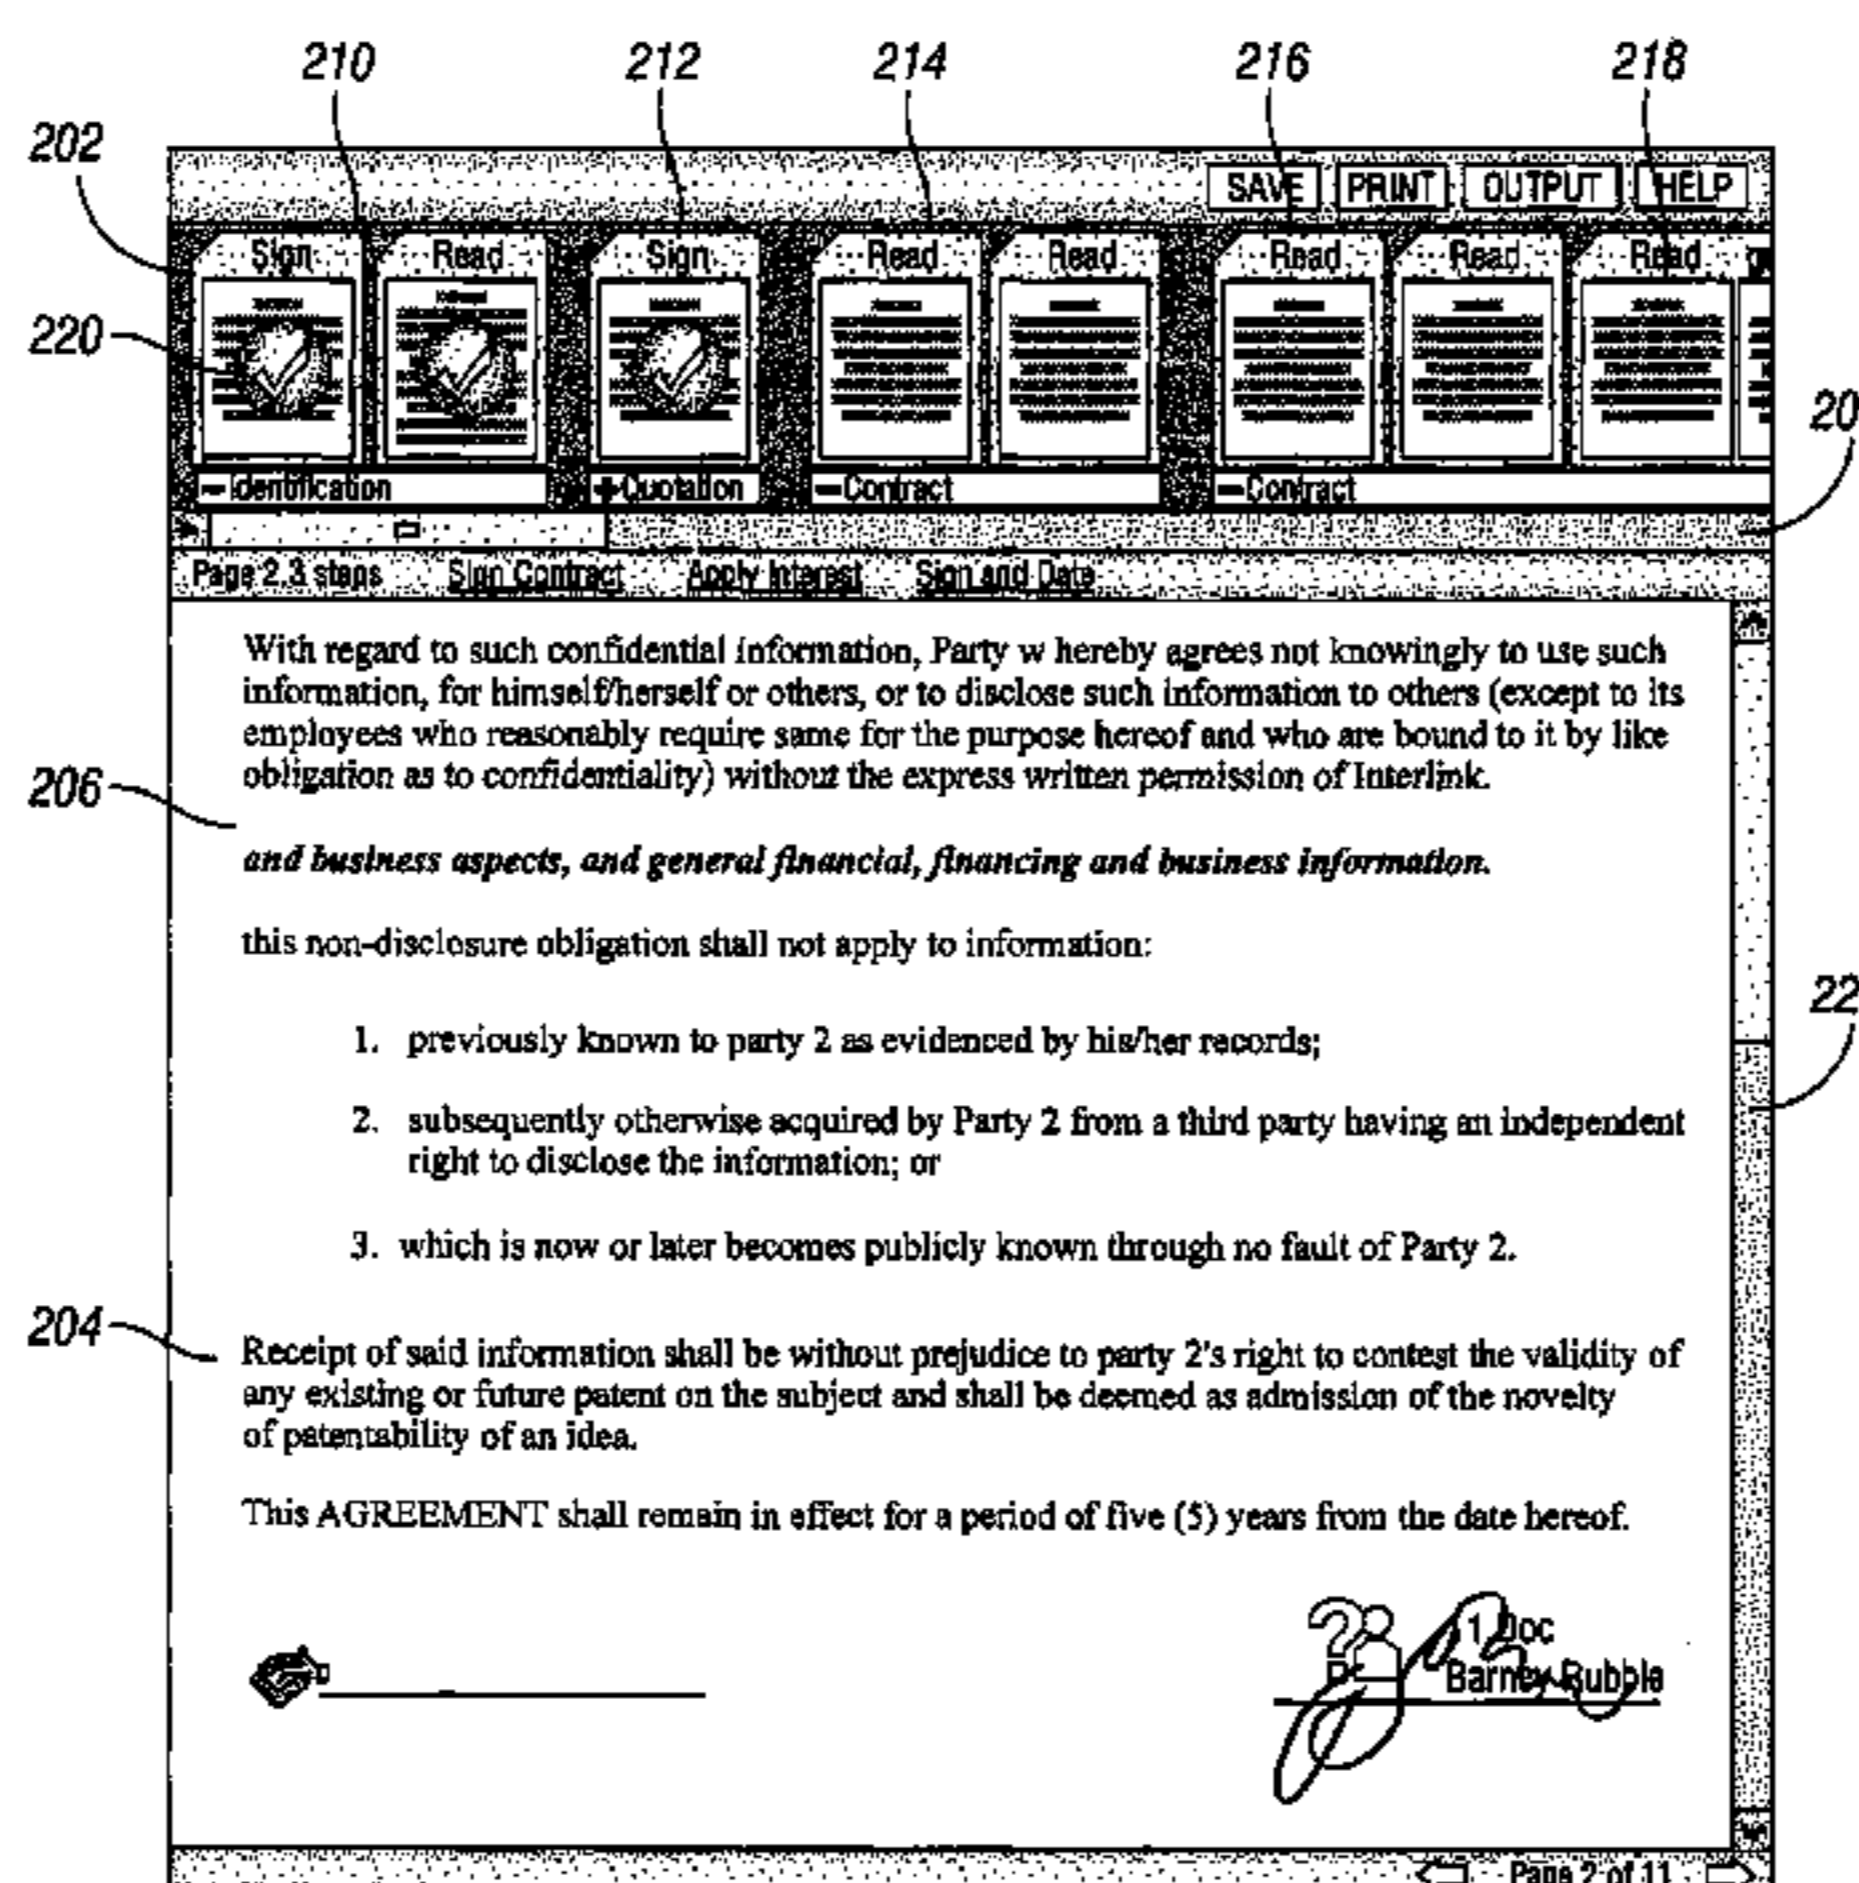 210 212 214 216 218
202
SAVE PRINT OUTPUT HELP
Sign Read Sign Read Read Read Read Read
220
20
- Identification + Quotation - Contract - Contract
Page 2,3 steps Sign Contract Apply Interest Sign and Date
With regard to such confidential information, Party w hereby agrees not knowingly to use such
information, for himself/herself or others, or to disclose such information to others (except to its
employees who reasonably require same for the purpose hereof and who are bound to it by like
obligation as to confidentiality) without the express written permission of Interlink.
206
and business aspects, and general financial, financing and business information.
this non-disclosure obligation shall not apply to information:
22
1. previously known to party 2 as evidenced by his/her records;
2. subsequently otherwise acquired by Party 2 from a third party having an independent
right to disclose the information; or
3. which is now or later becomes publicly known through no fault of Party 2.
204
Receipt of said information shall be without prejudice to party 2's right to contest the validity of
any existing or future patent on the subject and shall be deemed as admission of the novelty
of patentability of an idea.
This AGREEMENT shall remain in effect for a period of five (5) years from the date hereof.
1 Doc
Barney Rubble
Page 2 of 11